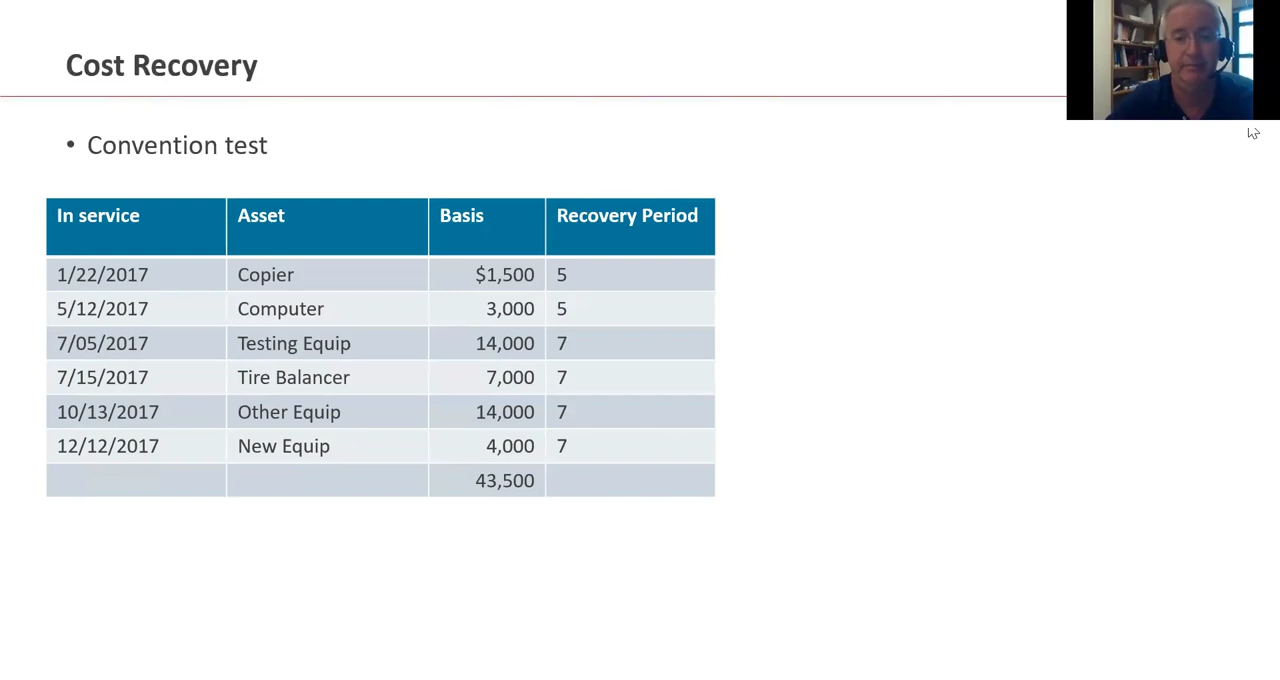 Cost Recovery
• Convention test
In service Asset Basis Recovery Period
1/22/2017 Copier $1,500 5
5/12/2017 Computer 3,000 5
7/05/2017 Testing Equip 14,000 7
7/15/2017 Tire Balancer 7,000 7
10/13/2017 Other Equip 14,000 7
12/12/2017 New Equip 4,000 7
43,500